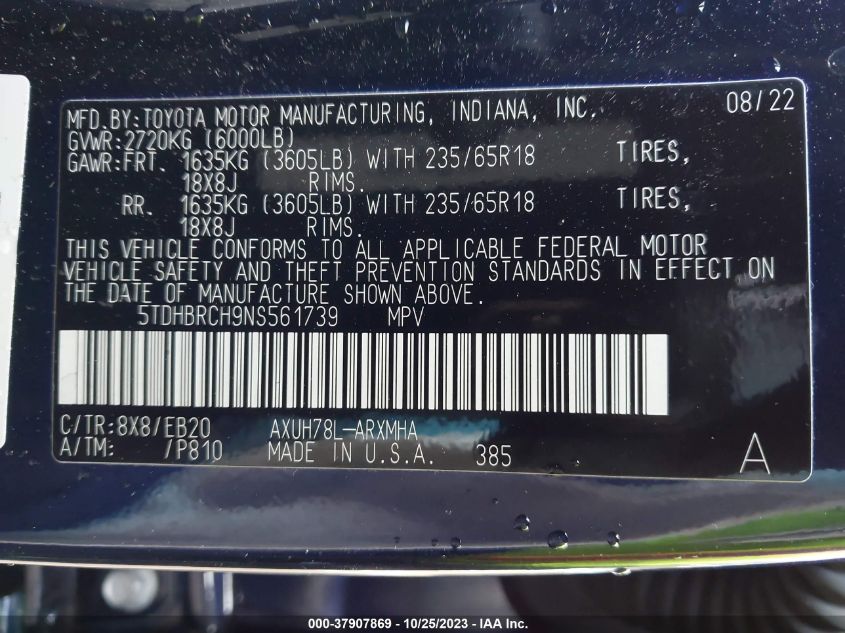 MFD.BY:TOYOTA MOTOR MANUFACTURING, INDIANA, INC. 08/22
GVWR:2720KG (6000LB)
GAWR:FRT. 1635KG (3605LB) WITH 235/65R18 TIRES,
18X8J RIMS.
RR. 1635KG (3605LB) WITH 235/65R18 TIRES,
18X8J RIMS.
THIS VEHICLE CONFORMS TO ALL APPLICABLE FEDERAL MOTOR
VEHICLE SAFETY AND THEFT PREVENTION STANDARDS IN EFFECT ON
THE DATE OF MANUFACTURE SHOWN ABOVE.
5TDHBRCH9NS561739 MPV
C/TR:8X8/EB20 AXUH78L-ARXMHA
A/TM: /P810 MADE IN U.S.A. 385 A
000-37907869 - 10/25/2023 - IAA Inc.